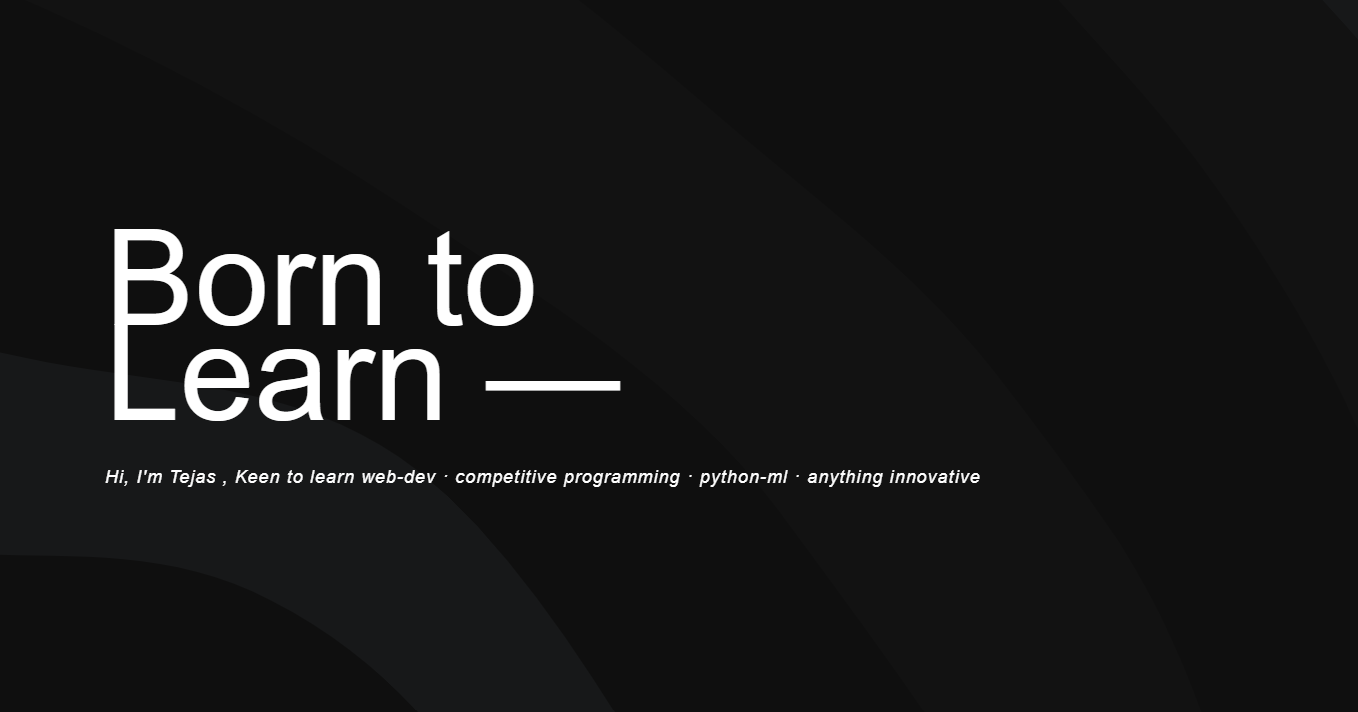 Born to
Learn —
Hi, I'm Tejas , Keen to learn web-dev · competitive programming · python-ml · anything innovative